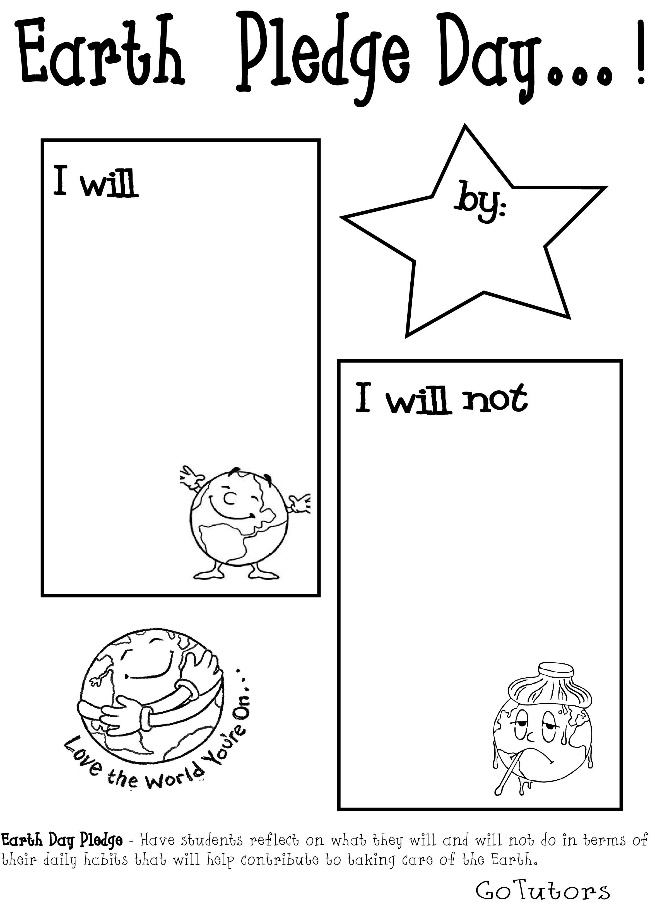 Earth Pledge Day...!
I will
by:
I will not
Love the World You're On...
Earth Day Pledge - Have students reflect on what they will and will not do in terms of
their daily habits that will help contribute to taking care of the Earth.
GoTutors